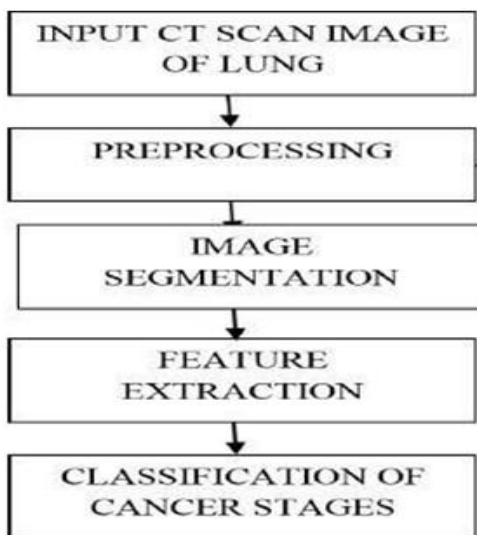 INPUT CT SCAN IMAGE
OF LUNG
PREPROCESSING
IMAGE
SEGMENTATION
FEATURE
EXTRACTION
CLASSIFICATION OF
CANCER STAGES